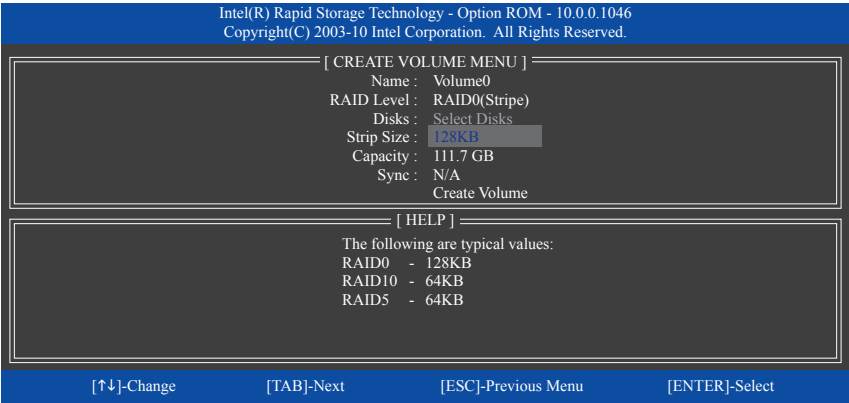 Intel(R) Rapid Storage Technology - Option ROM - 10.0.0.1046
Copyright(C) 2003-10 Intel Corporation. All Rights Reserved.
[ CREATE VOLUME MENU ]
Name : Volume0
RAID Level : RAID0(Stripe)
Disks : Select Disks
Strip Size : 128KB
Capacity : 111.7 GB
Sync : N/A
Create Volume
[ HELP ]
The following are typical values:
RAID0 - 128KB
RAID10 - 64KB
RAID5 - 64KB
[↑↓]-Change [TAB]-Next [ESC]-Previous Menu [ENTER]-Select